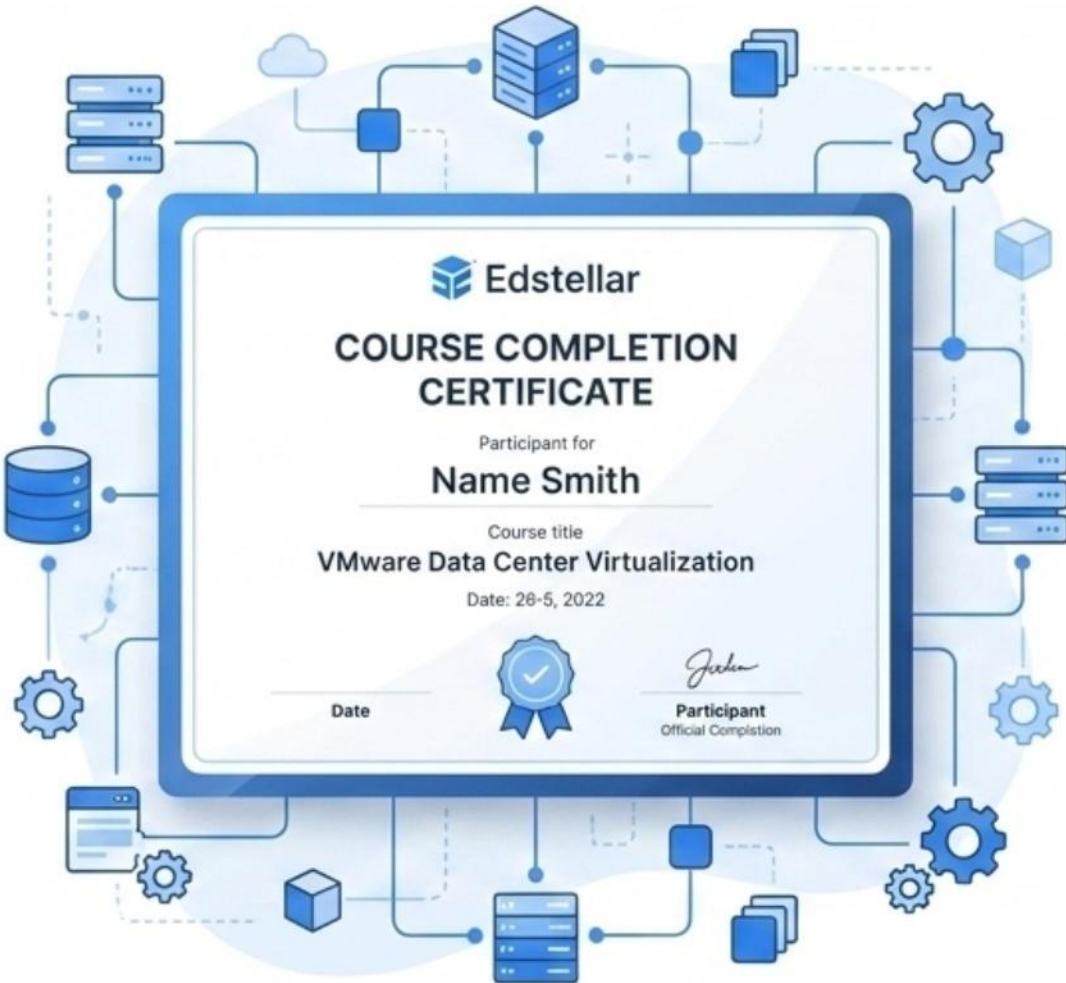 Edstellar
COURSE COMPLETION
CERTIFICATE
Participant for
Name Smith
Course title
VMware Data Center Virtualization
Date: 26-5, 2022
Date
Participant
Official Complstion